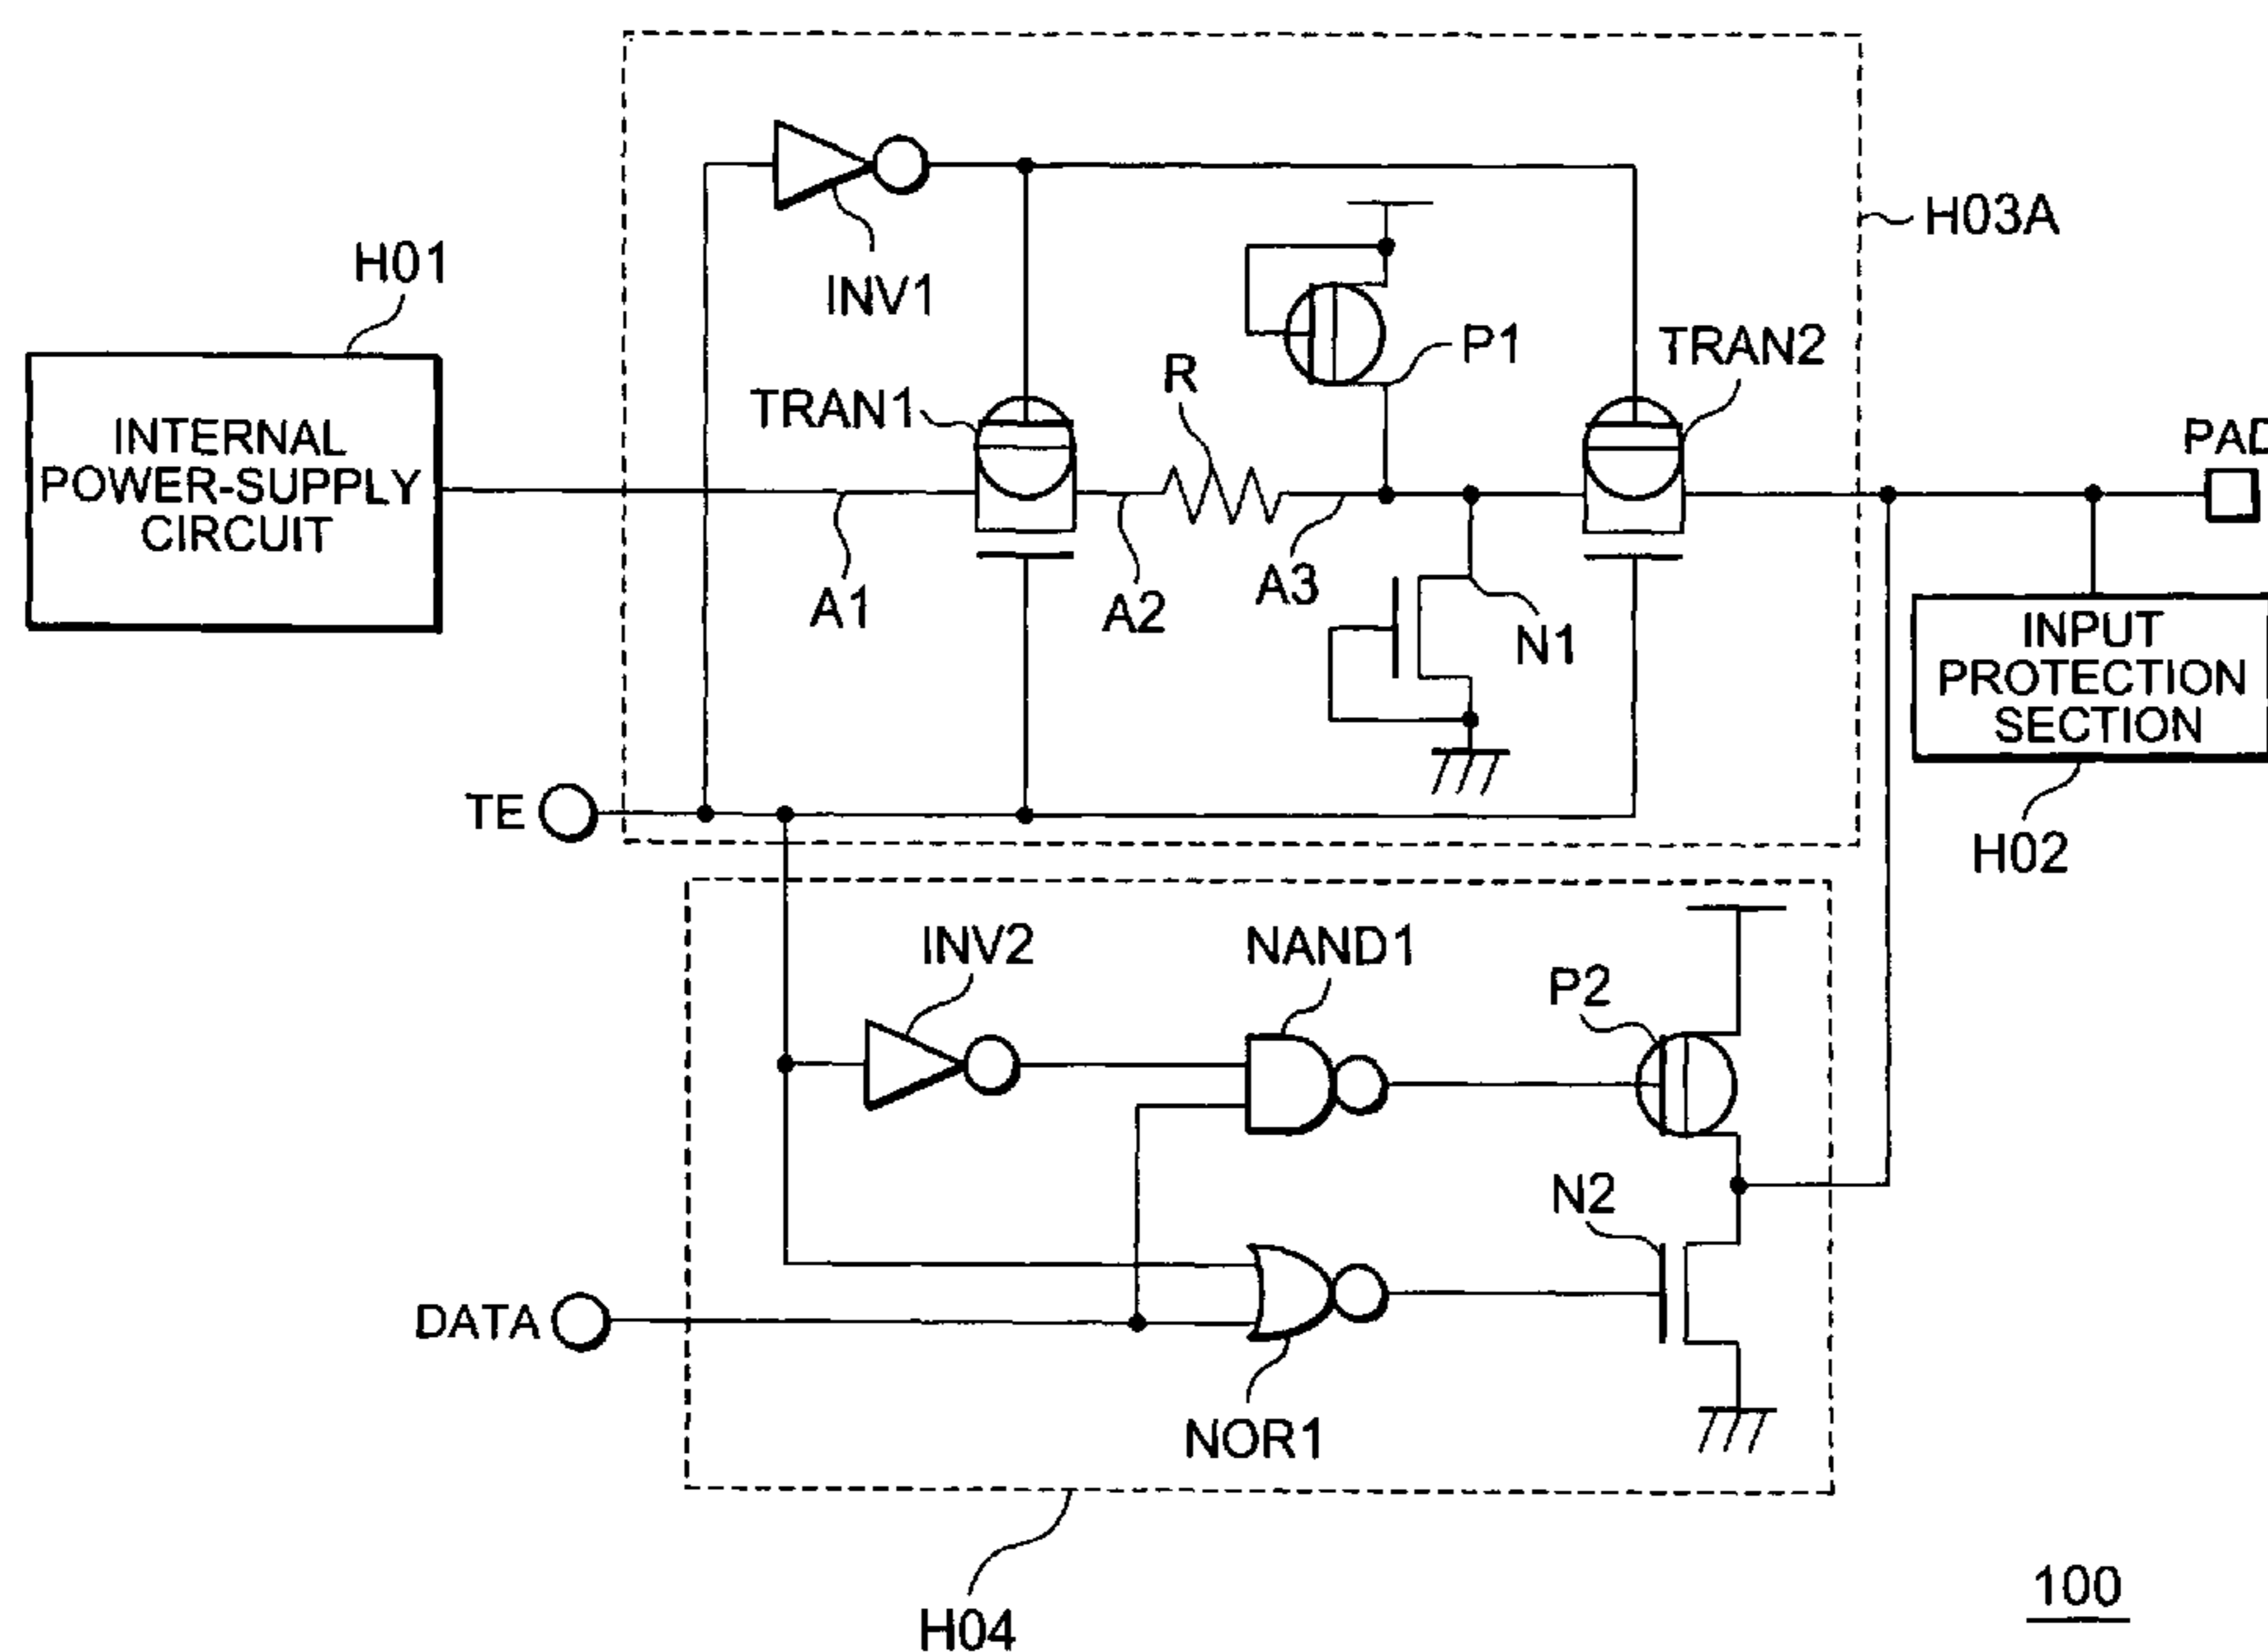 H03A
H01
INV1
P1
TRAN2
R
TRAN1
PAD
INTERNAL
POWER-SUPPLY
CIRCUIT
A1
A2
A3
N1
INPUT
PROTECTION
SECTION
TE
H02
INV2
NAND1
P2
N2
DATA
NOR1
H04
100